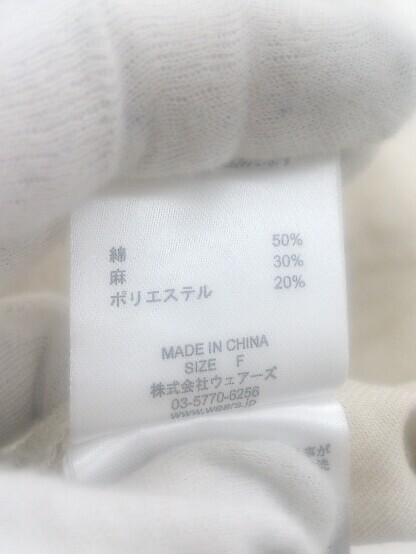 綿 50%
麻 30%
ポリエステル 20%
MADE IN CHINA
SIZE F
株式会社ウェアーズ
03-5770-6256
www.wears.jp